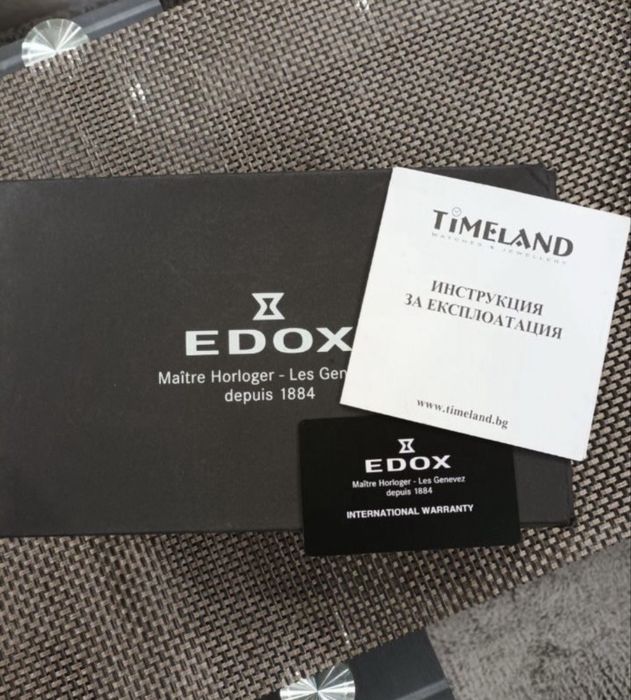 EDOX
Maître Horloger - Les Gen
depuis 1884
TiMELAND
WATCHES & JEWELLERY
ИНСТРУКЦИЯ
ЗА ЕКСПЛОАТАЦИЯ
www.timeland.bg
EDOX
Maître Horloger - Les Genevez
depuis 1884
INTERNATIONAL WARRANTY